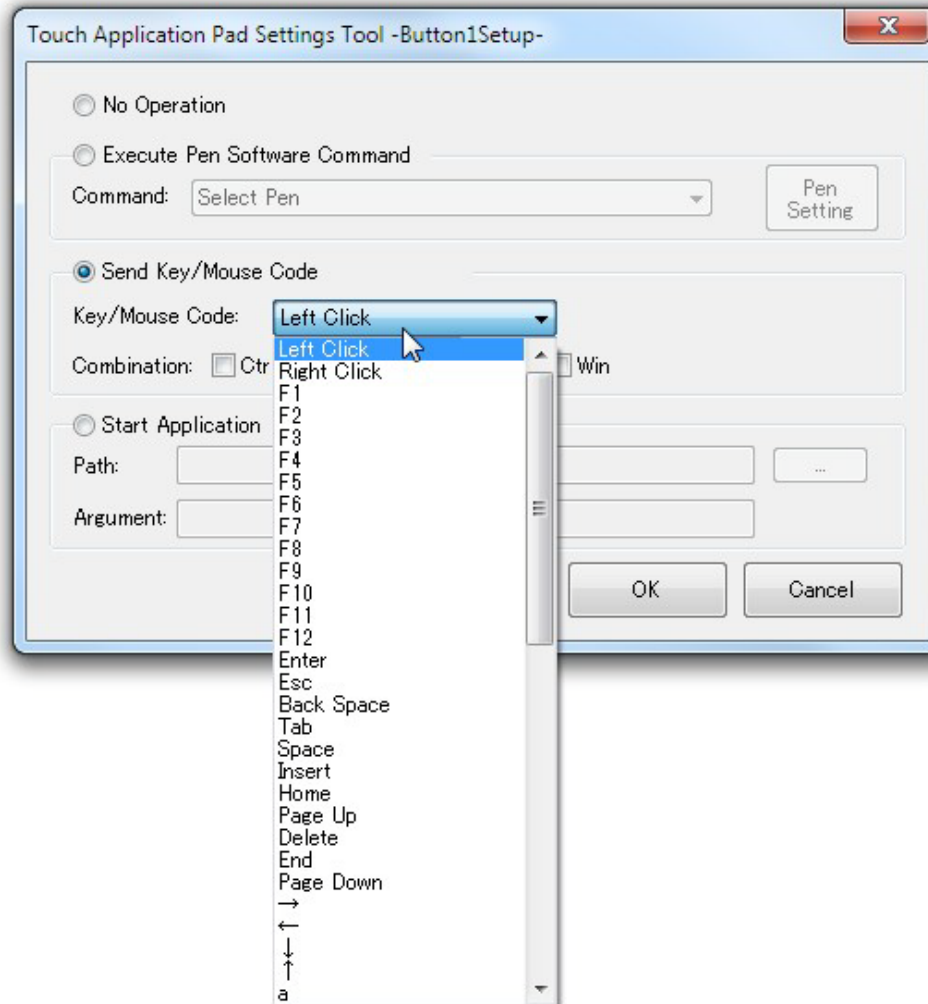 Touch Application Pad Settings Tool -Button1Setup-
No Operation
Execute Pen Software Command
Command: Select Pen
Pen
Setting
Send Key/Mouse Code
Key/Mouse Code: Left Click
Combination: Ctr Win
Start Application
Path: ...
Argument:
OK Cancel
Left Click
Right Click
F1
F2
F3
F4
F5
F6
F7
F8
F9
F10
F11
F12
Enter
Esc
Back Space
Tab
Space
Insert
Home
Page Up
Delete
End
Page Down
→
←
↓
↑
a